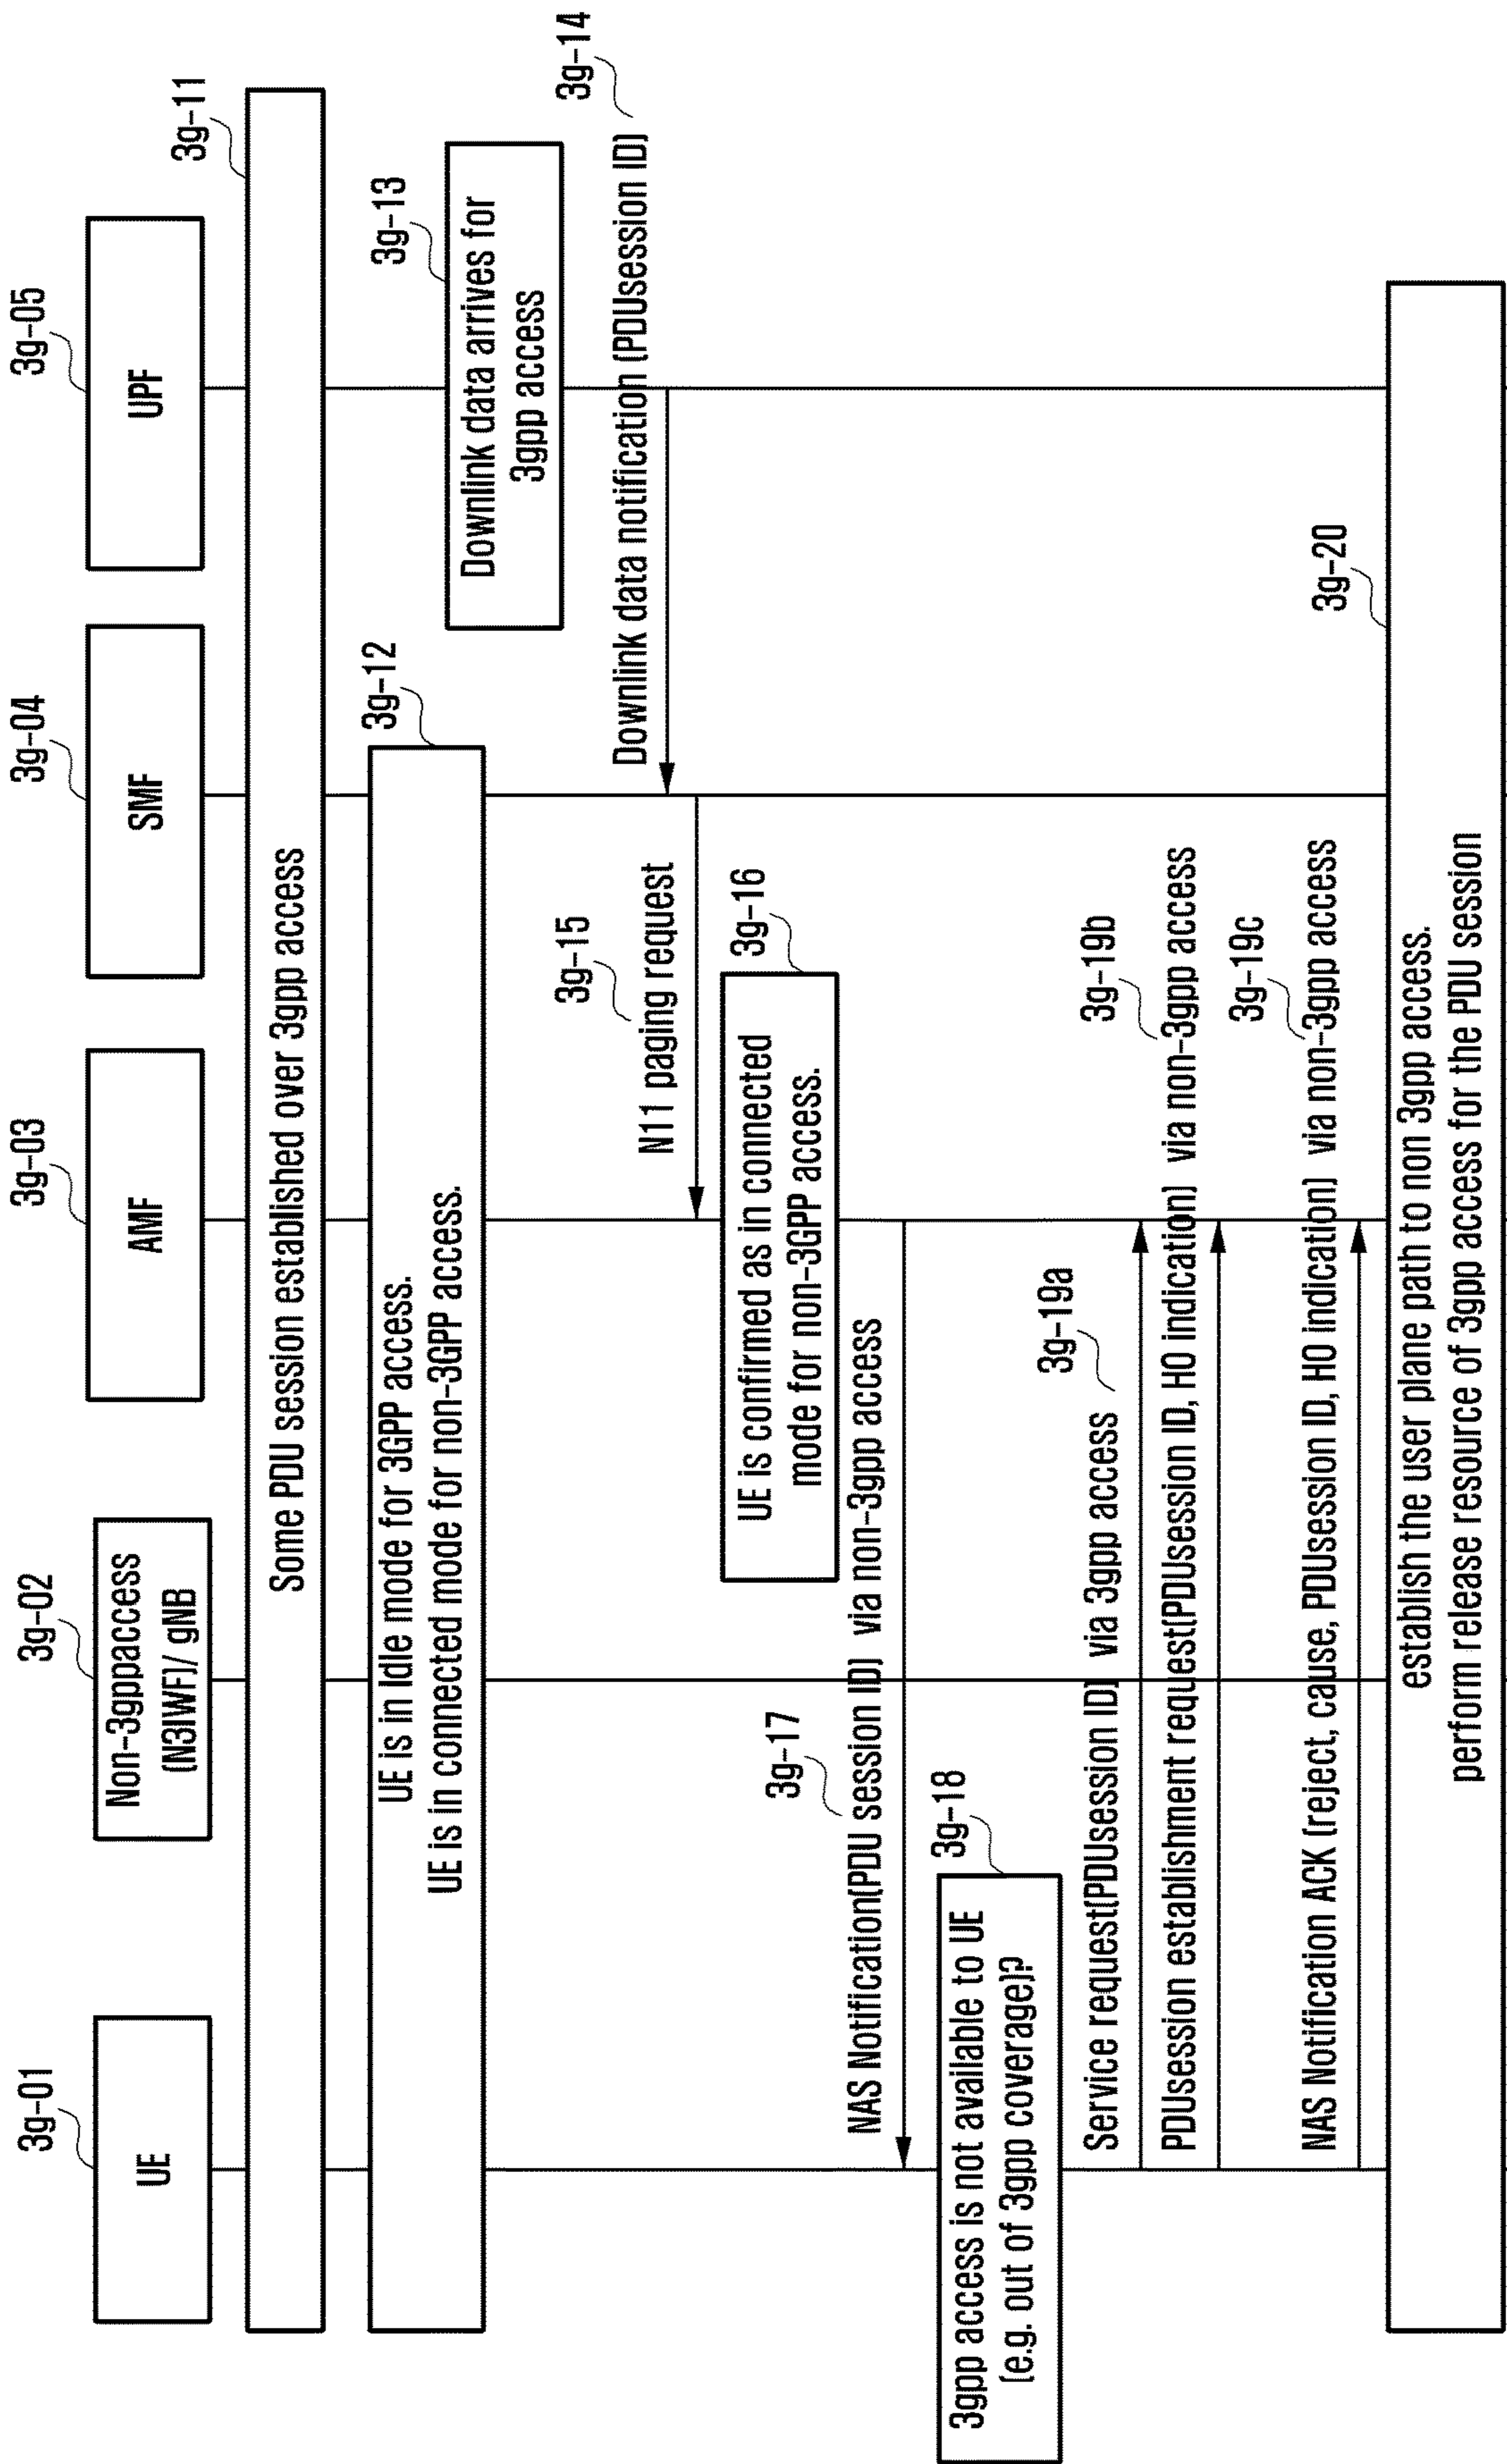 3g-01
3g-02
3g-03
3g-04
3g-05
UE
Non-3gppaccess
(N3IWF)/ gNB
AMF
SMF
UPF
3g-11
Some PDU session established over 3gpp access
3g-12
UE is in Idle mode for 3GPP access.
UE is in connected mode for non-3GPP access.
3g-13
Downlink data arrives for
3gpp access
3g-14
Downlink data notification (PDUsession ID)
3g-15
N11 paging request
3g-16
UE is confirmed as in connected
mode for non-3GPP access.
3g-17
NAS Notification(PDU session ID) via non-3gpp access
3g-18
3gpp access is not available to UE
(e.g. out of 3gpp coverage)?
3g-19a
Service request(PDUsession ID) via 3gpp access
3g-19b
PDUsession establishment request(PDUsession ID, HO indication) via non-3gpp access
3g-19c
NAS Notification ACK (reject, cause, PDUsession ID, HO indication) via non-3gpp access
3g-20
establish the user plane path to non 3gpp access.
perform release resource of 3gpp access for the PDU session